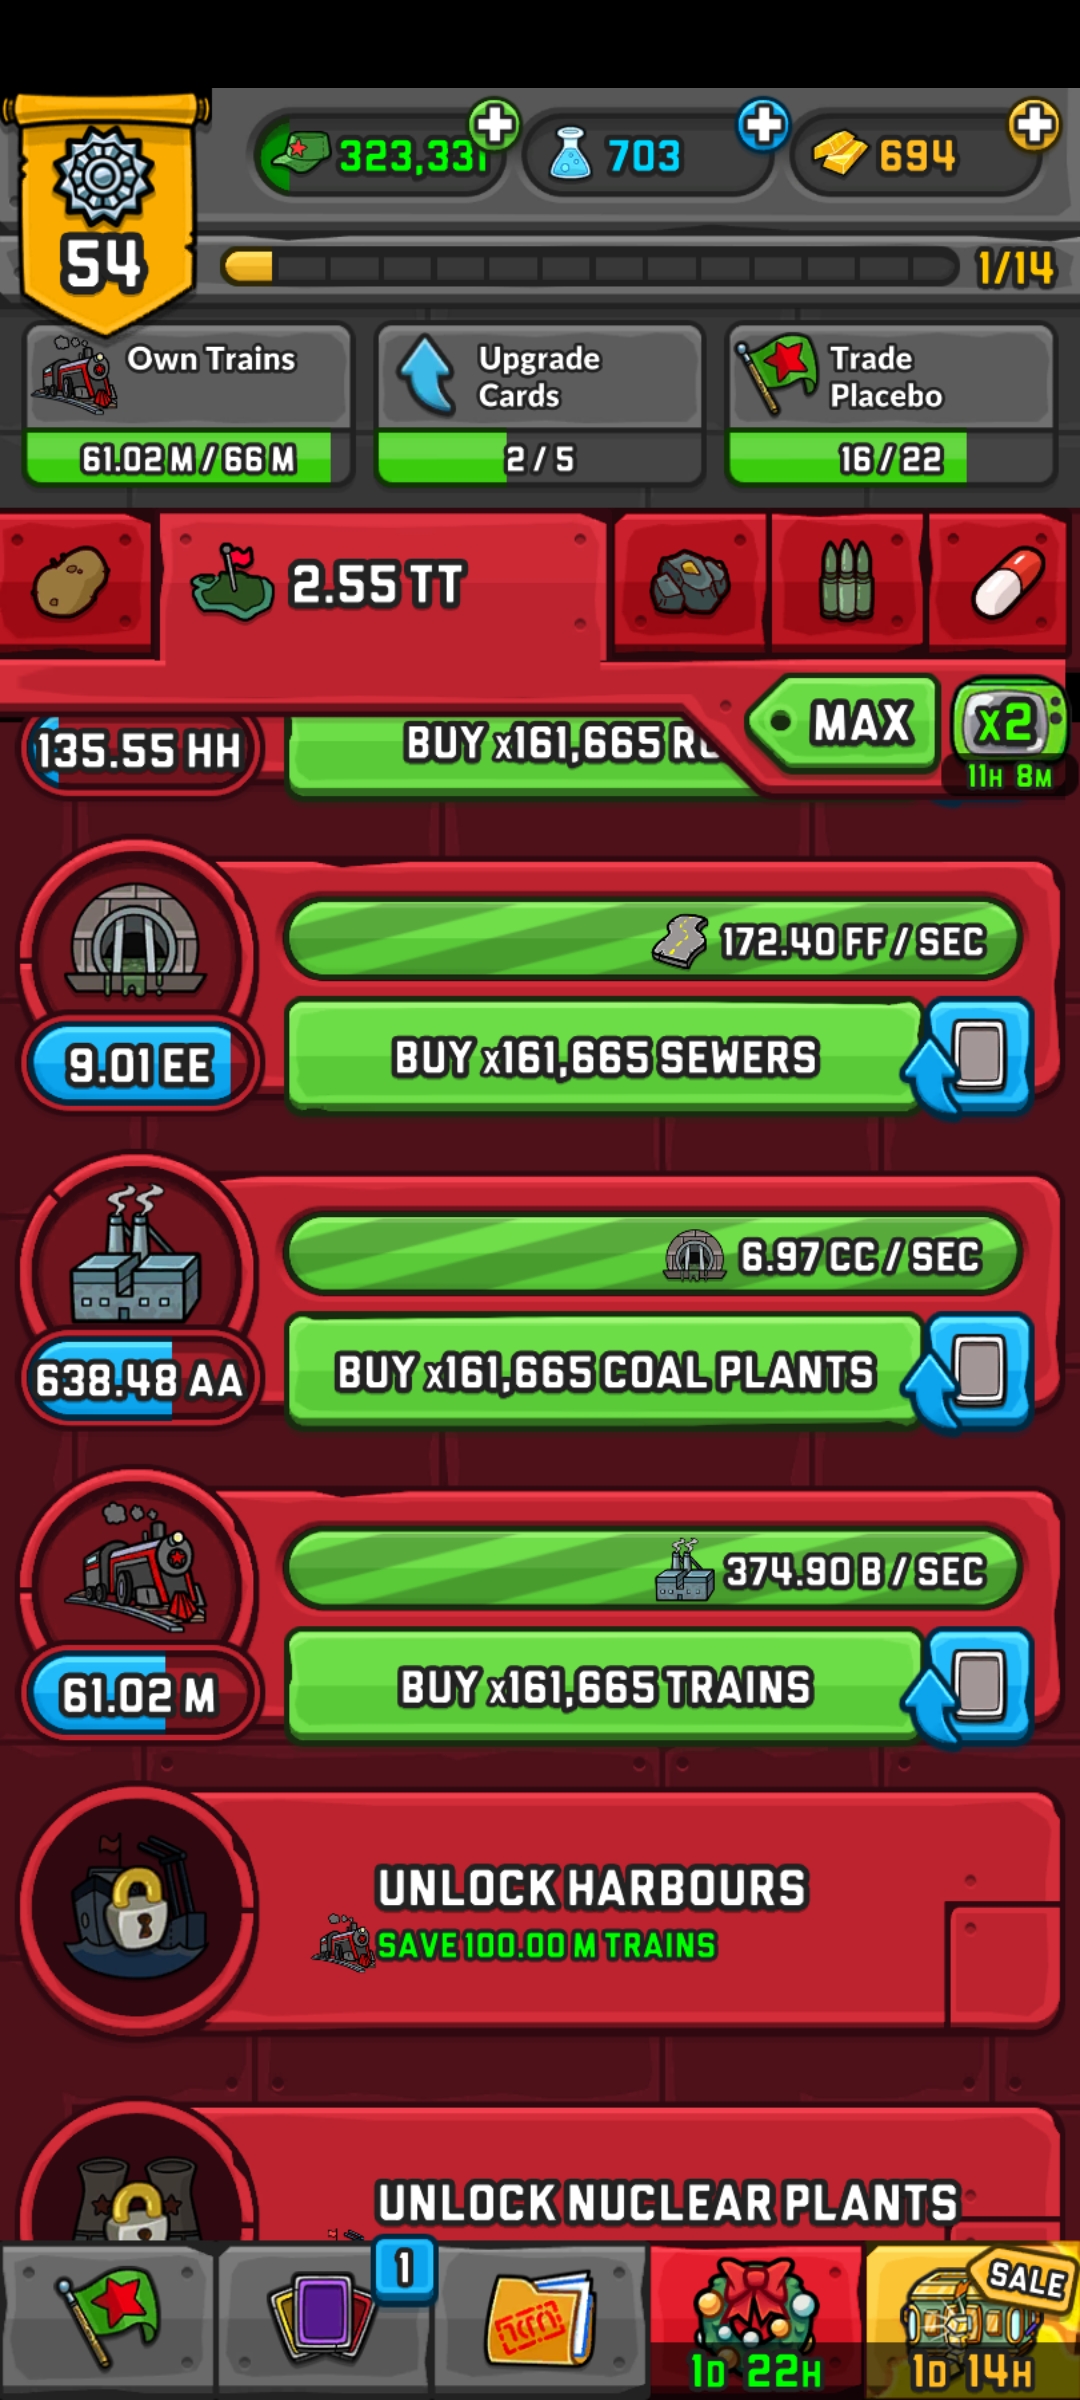 323,331
703
694
54
1/14
Own Trains
61.02 M / 66 M
Upgrade
Cards
2 / 5
Trade
Placebo
16 / 22
2.55 TT
MAX
x2
11H 8M
135.55 HH
BUY x161,665
172.40 FF / SEC
9.01 EE
BUY x161,665 SEWERS
6.97 CC / SEC
638.48 AA
BUY x161,665 COAL PLANTS
374.90 B / SEC
61.02 M
BUY x161,665 TRAINS
UNLOCK HARBOURS
SAVE 100.00 M TRAINS
UNLOCK NUCLEAR PLANTS
1
SALE
1D 22H
1D 14H